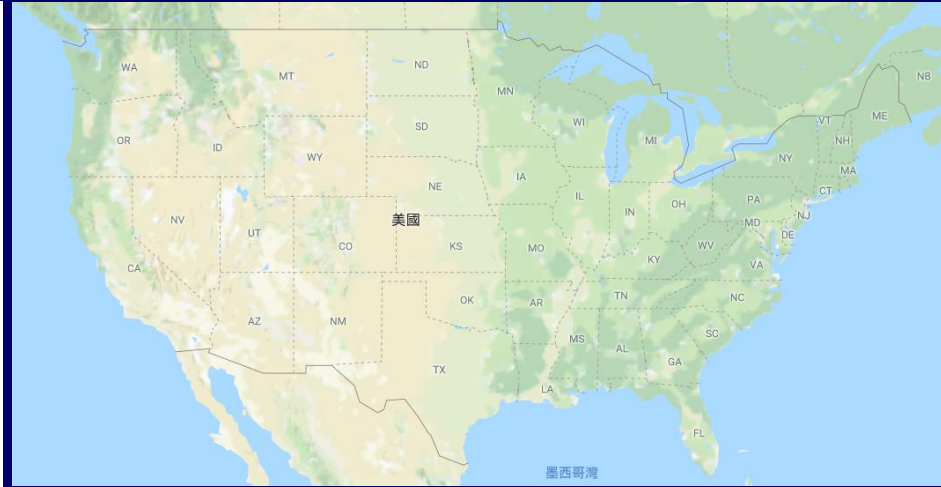 WA
MT
ND
MN
NB
ME
VT
NH
OR
ID
WY
SD
WI
MI
NY
MA
CT
NE
IA
IL
IN
OH
PA
NJ
MD
DE
NV
UT
CO
美國
KS
MO
KY
WV
VA
CA
AZ
NM
OK
AR
TN
NC
SC
MS
AL
GA
TX
LA
FL
墨西哥灣